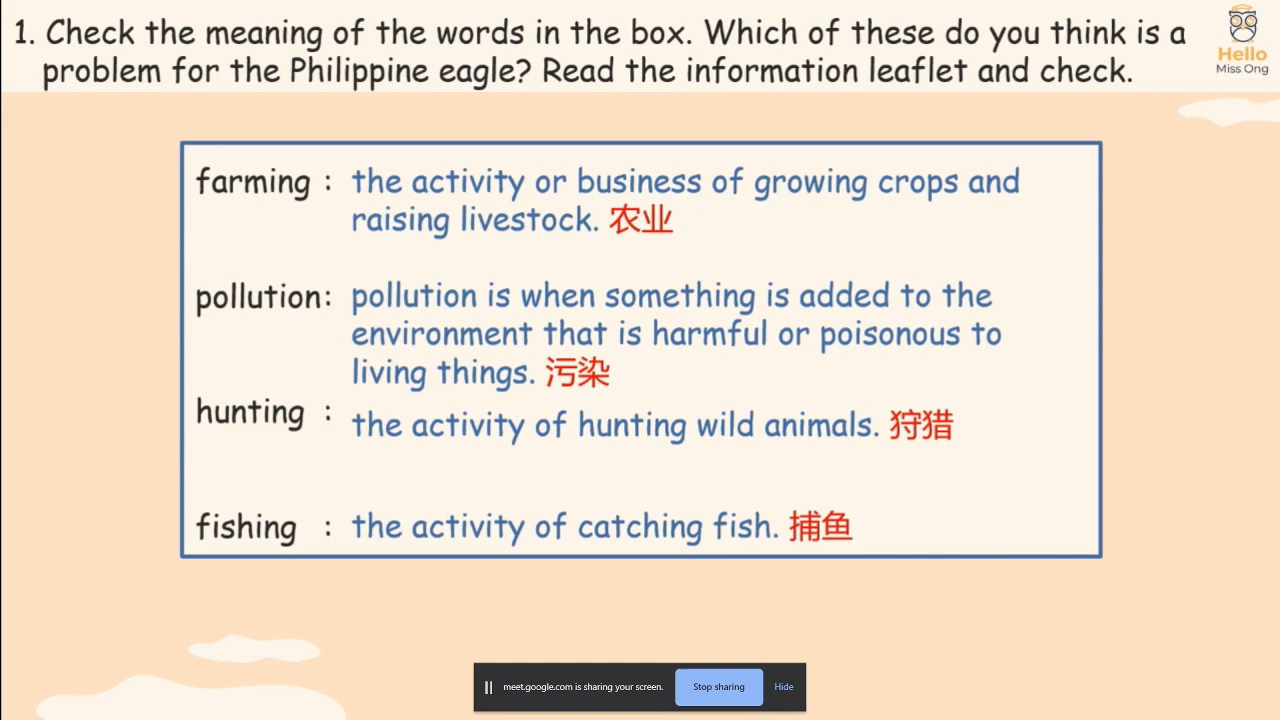 1. Check the meaning of the words in the box. Which of these do you think is a
problem for the Philippine eagle? Read the information leaflet and check.
Hello
Miss Ong
farming : the activity or business of growing crops and
raising livestock. 农业
pollution: pollution is when something is added to the
environment that is harmful or poisonous to
living things. 污染
hunting : the activity of hunting wild animals. 狩猎
fishing : the activity of catching fish. 捕鱼
meet.google.com is sharing your screen. Stop sharing Hide